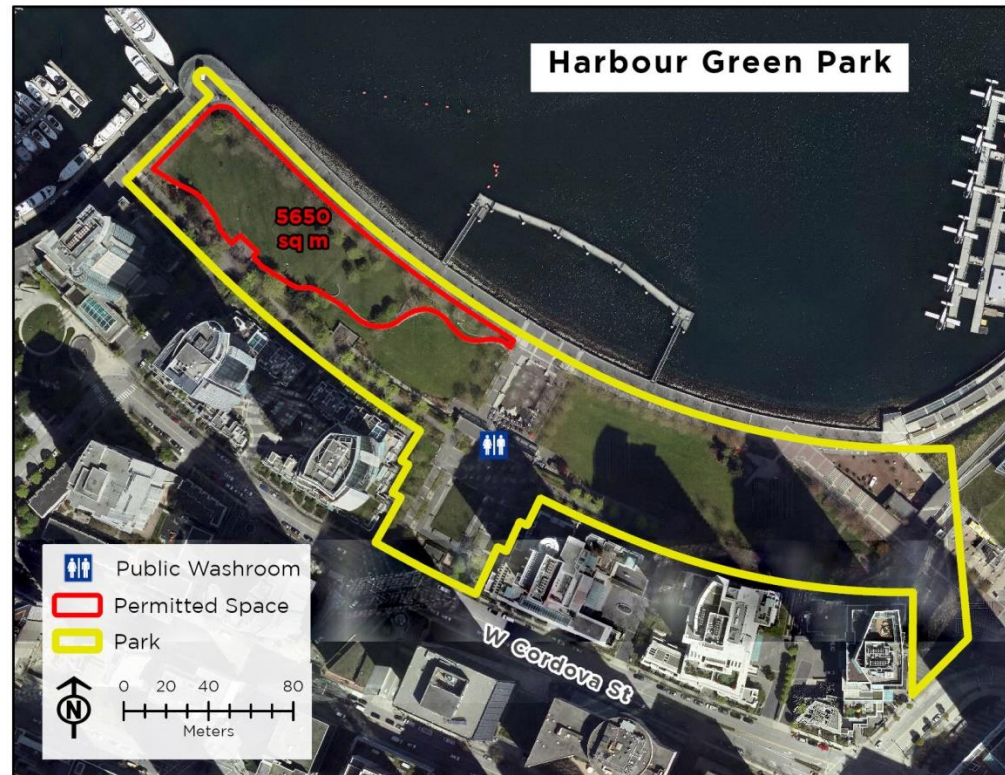 Harbour Green Park
5650
sq m
W Cordova St
Public Washroom
Permitted Space
Park
N
0 20 40 80
Meters